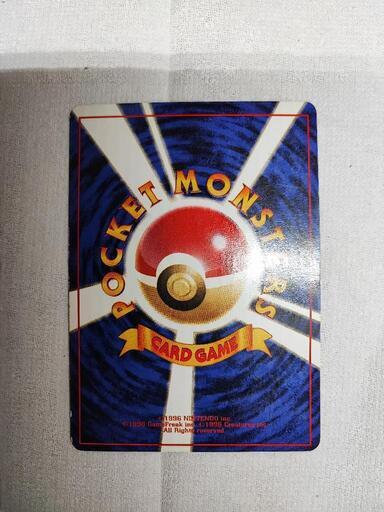 POCKET MONSTERS
CARD GAME
©1996 NINTENDO inc.
©1996 GameFreak inc. ©1996 Creatures inc.
All Rights reserved